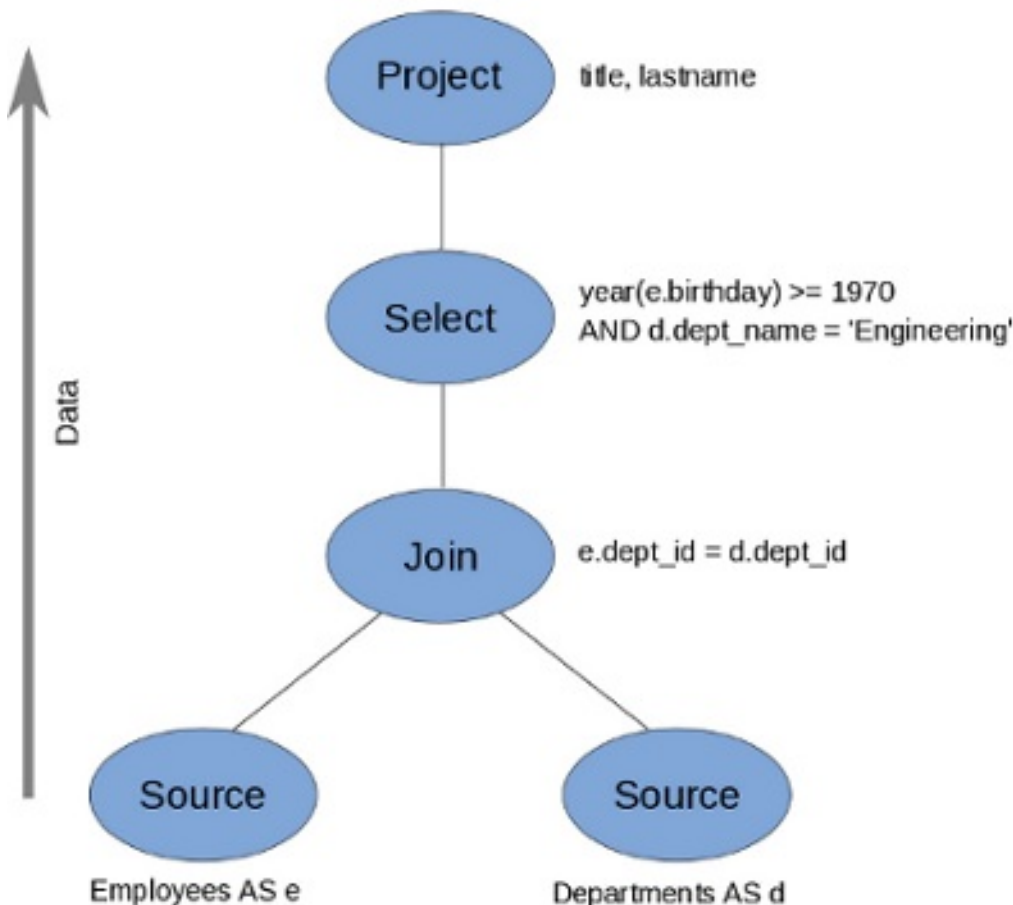 Project
title, lastname
Select
year(e.birthday) >= 1970
AND d.dept_name = 'Engineering'
Data
Join
e.dept_id = d.dept_id
Source
Source
Employees AS e
Departments AS d